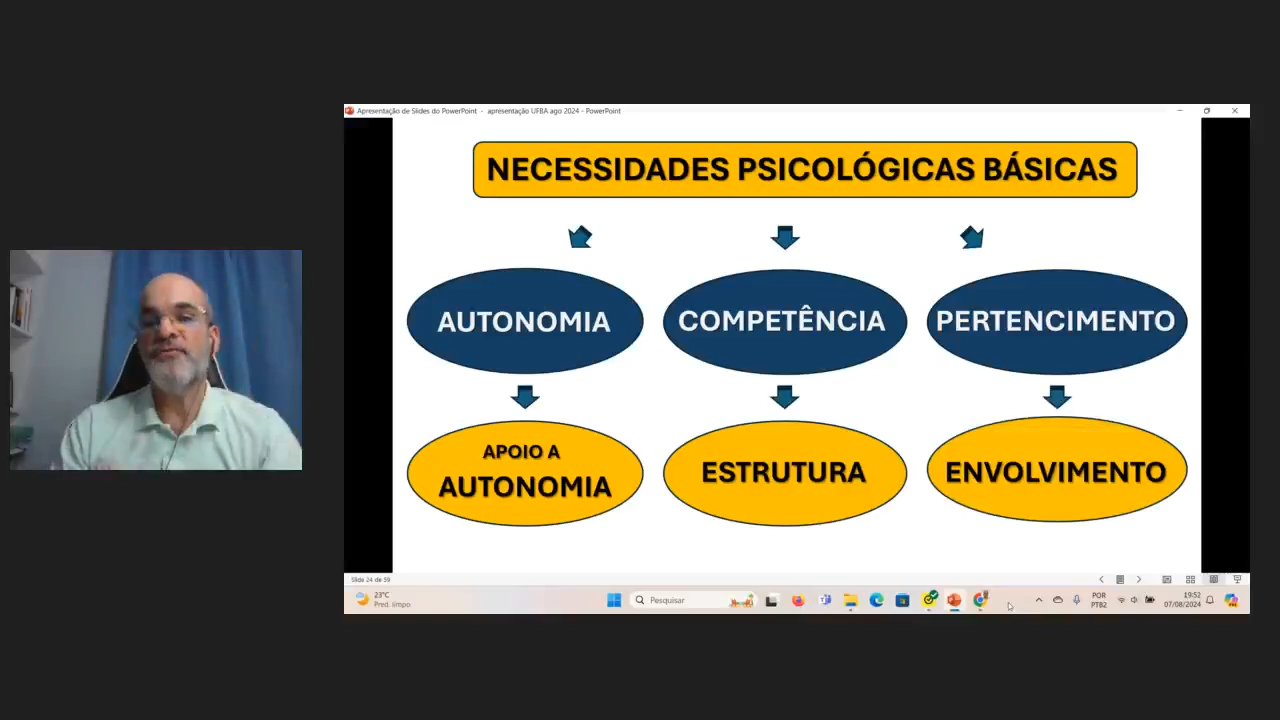 Apresentação de Slides do PowerPoint - apresentação UFBA ago 2024 - PowerPoint
NECESSIDADES PSICOLÓGICAS BÁSICAS
AUTONOMIA
COMPETÊNCIA
PERTENCIMENTO
APOIO A
AUTONOMIA
ESTRUTURA
ENVOLVIMENTO
Slide 24 de 59
23°C
Pred. limpo
Pesquisar
POR
PTB2
19:52
07/08/2024